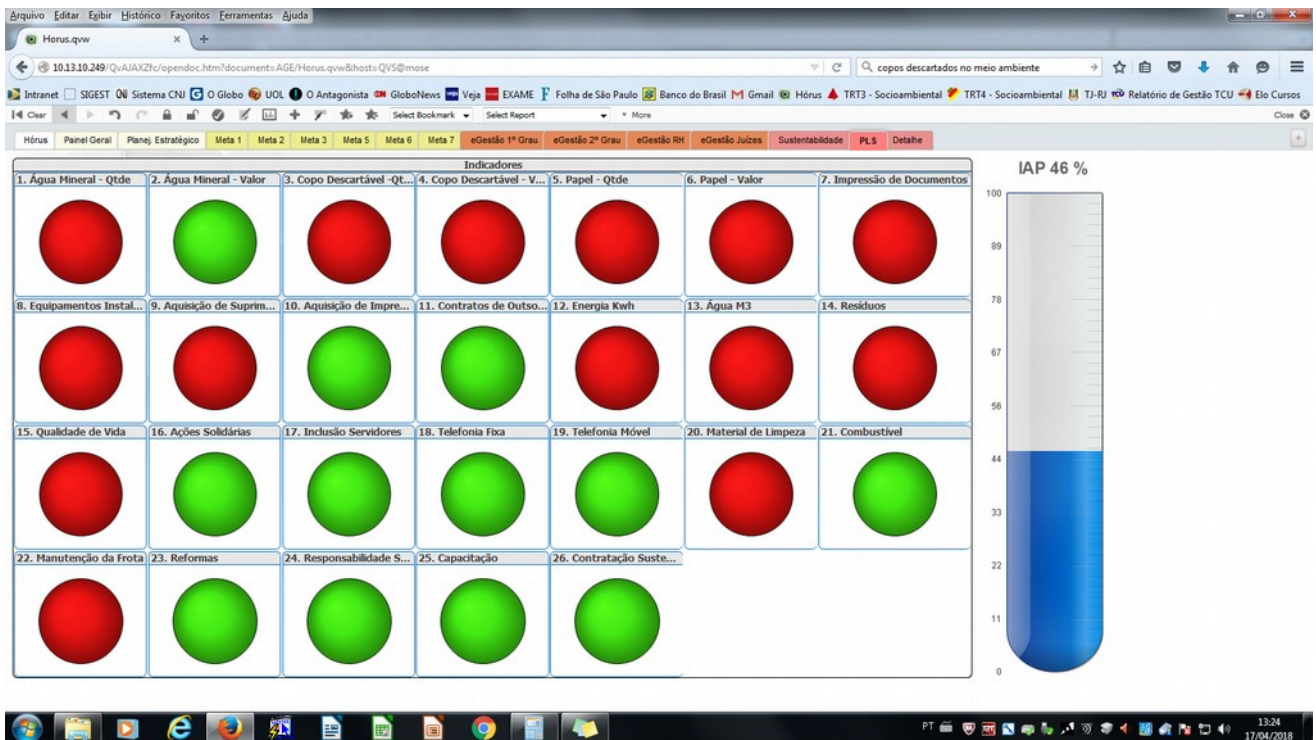 Arquivo Editar Exibir Histórico Favoritos Ferramentas Ajuda
Horus.qvw × +
10.13.10.249/QvAJAXZfc/opendoc.htm?document=AGE/Horus.qvw&host=QVS@mose
copos descartados no meio ambiente
Intranet SIGEST Sistema CNJ O Globo UOL O Antagonista GloboNews Veja EXAME Folha de São Paulo Banco do Brasil Gmail Hórus TRT3 - Socioambiental TRT4 - Socioambiental TJ-RJ Relatório de Gestão TCU Elo Cursos
Clear Select Bookmark Select Report More Close
Hórus Painel Geral Planej. Estratégico Meta 1 Meta 2 Meta 3 Meta 5 Meta 6 Meta 7 eGestão 1º Grau eGestão 2º Grau eGestão RH eGestão Juízes Sustentabilidade PLS Detalhe
Indicadores
IAP 46 %
1. Água Mineral - Qtde 2. Água Mineral - Valor 3. Copo Descartável -Qt... 4. Copo Descartável - V... 5. Papel - Qtde 6. Papel - Valor 7. Impressão de Documentos
8. Equipamentos Instal... 9. Aquisição de Suprim... 10. Aquisição de Impre... 11. Contratos de Outso... 12. Energia Kwh 13. Água M3 14. Resíduos
15. Qualidade de Vida 16. Ações Solidárias 17. Inclusão Servidores 18. Telefonia Fixa 19. Telefonia Móvel 20. Material de Limpeza 21. Combustível
22. Manutenção da Frota 23. Reformas 24. Responsabilidade S... 25. Capacitação 26. Contratação Suste...
100
89
78
67
56
44
33
22
11
0
PT
13:24
17/04/2018